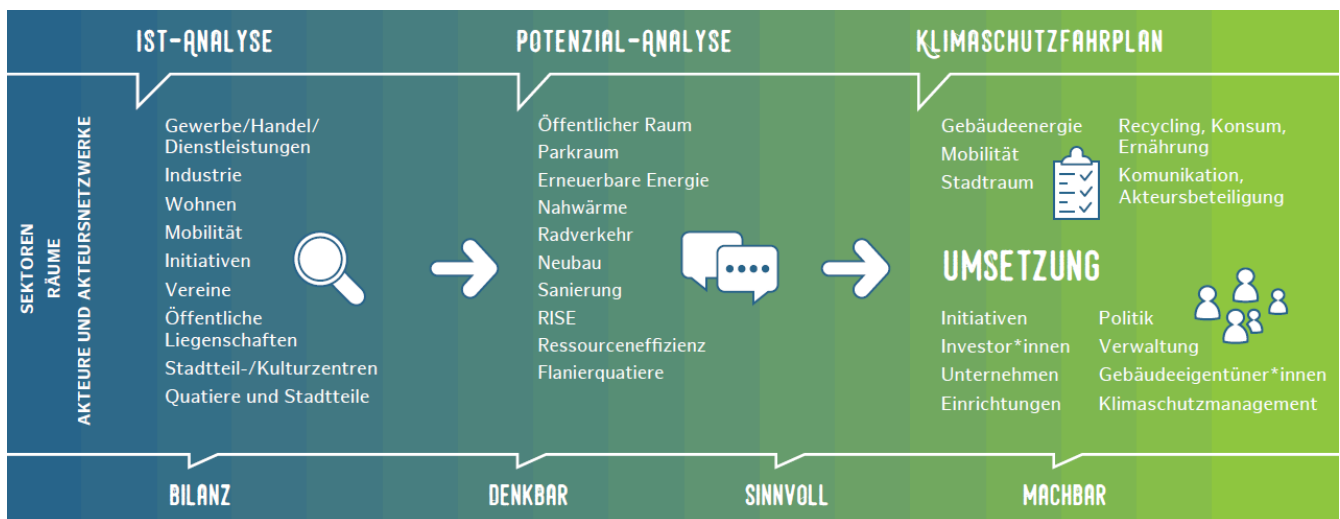 IST-ANALYSE
POTENZIAL-ANALYSE
KLIMASCHUTZFAHRPLAN
SEKTOREN
RÄUME
AKTEURE UND AKTEURSNETZWERKE
Gewerbe/Handel/
Dienstleistungen
Industrie
Wohnen
Mobilität
Initiativen
Vereine
Öffentliche
Liegenschaften
Stadtteil-/Kulturzentren
Quatiere und Stadtteile
Öffentlicher Raum
Parkraum
Erneuerbare Energie
Nahwärme
Radverkehr
Neubau
Sanierung
RISE
Ressourceneffizienz
Flanierquatiere
Gebäudeenergie
Mobilität
Stadtraum
Recycling, Konsum,
Ernährung
Komunikation,
Akteursbeteiligung
UMSETZUNG
Initiativen
Investor*innen
Unternehmen
Einrichtungen
Politik
Verwaltung
Gebäudeeigentüner*innen
Klimaschutzmanagement
BILANZ
DENKBAR
SINNVOLL
MACHBAR